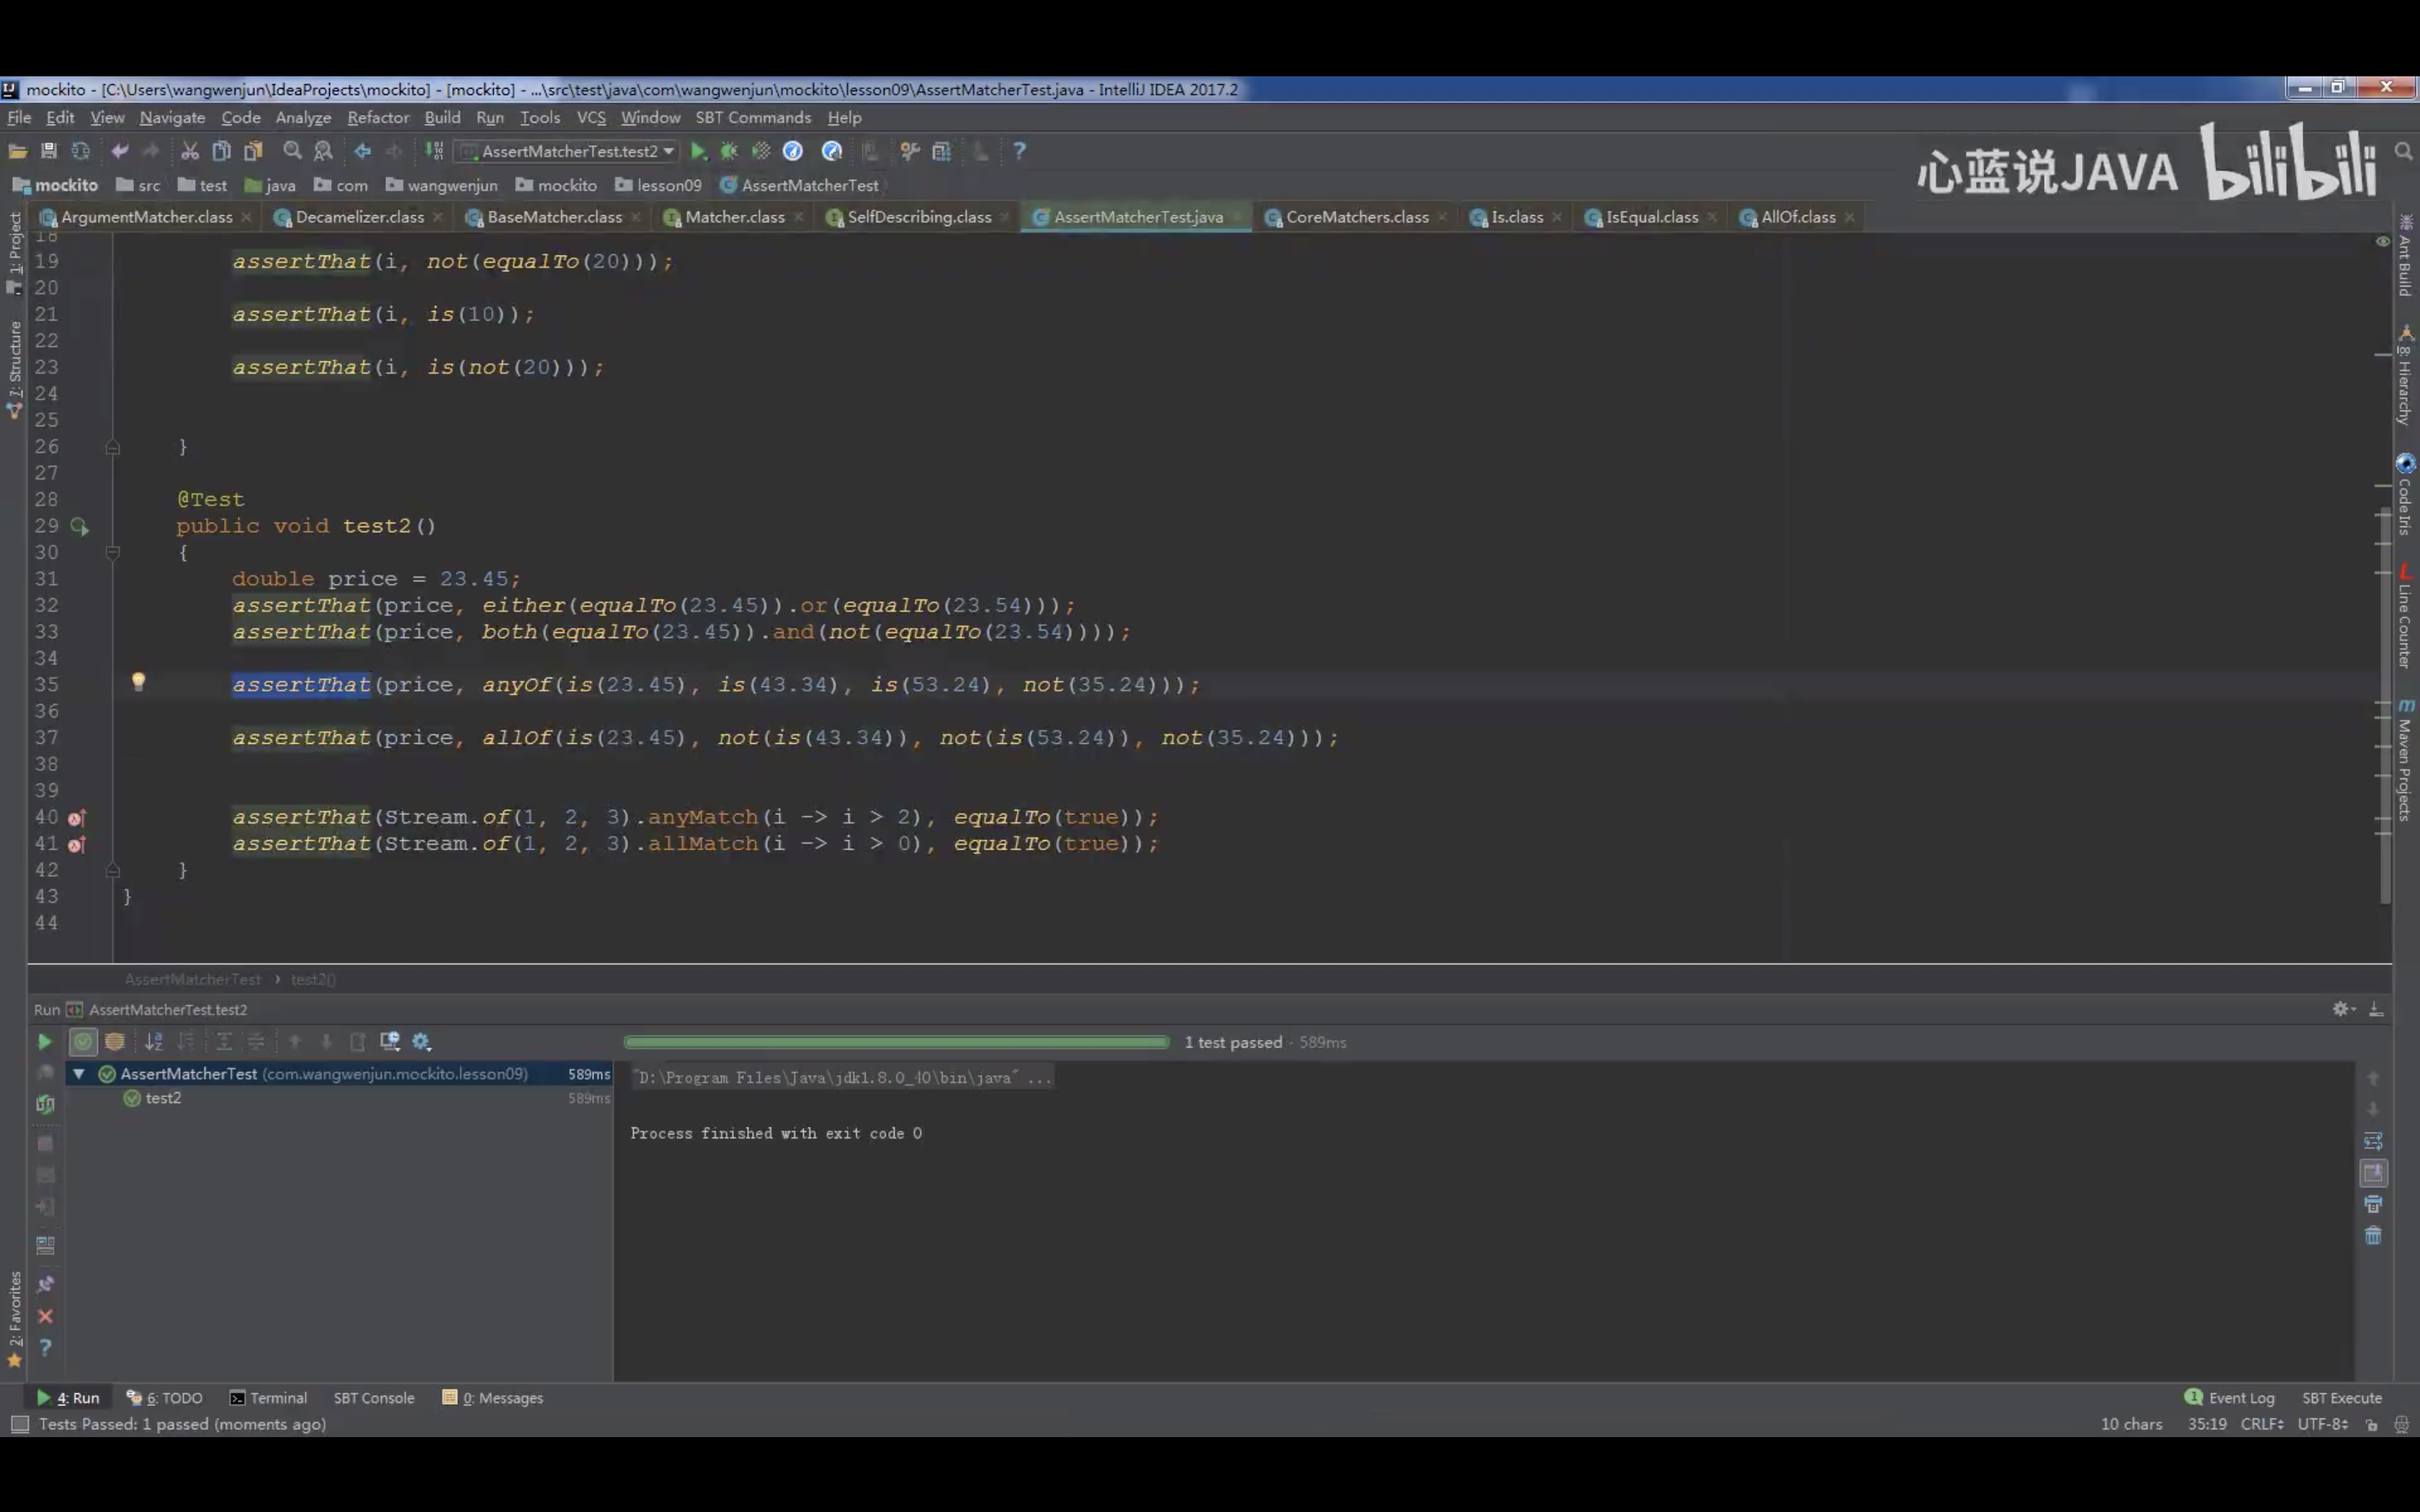 mockito - [C:\Users\wangwenjun\IdeaProjects\mockito] - [mockito] - ...\src\test\java\com\wangwenjun\mockito\lesson09\AssertMatcherTest.java - IntelliJ IDEA 2017.2
File Edit View Navigate Code Analyze Refactor Build Run Tools VCS Window SBT Commands Help
AssertMatcherTest.test2
心蓝说JAVA bilibili
mockito src test java com wangwenjun mockito lesson09 AssertMatcherTest
ArgumentMatcher.class Decamelizer.class BaseMatcher.class Matcher.class SelfDescribing.class AssertMatcherTest.java CoreMatchers.class Is.class IsEqual.class AllOf.class
1: Project
7: Structure
2: Favorites
Ant Build
8: Hierarchy
Code Iris
Line Counter
Maven Projects
18
19 assertThat(i, not(equalTo(20)));
20
21 assertThat(i, is(10));
22
23 assertThat(i, is(not(20)));
24
25
26 }
27
28 @Test
29 public void test2()
30 {
31 double price = 23.45;
32 assertThat(price, either(equalTo(23.45)).or(equalTo(23.54)));
33 assertThat(price, both(equalTo(23.45)).and(not(equalTo(23.54))));
34
35 assertThat(price, anyOf(is(23.45), is(43.34), is(53.24), not(35.24)));
36
37 assertThat(price, allOf(is(23.45), not(is(43.34)), not(is(53.24)), not(35.24)));
38
39
40 assertThat(Stream.of(1, 2, 3).anyMatch(i -> i > 2), equalTo(true));
41 assertThat(Stream.of(1, 2, 3).allMatch(i -> i > 0), equalTo(true));
42 }
43 }
44
AssertMatcherTest › test2()
Run AssertMatcherTest.test2
1 test passed - 589ms
AssertMatcherTest (com.wangwenjun.mockito.lesson09) 589ms
test2 589ms
"D:\Program Files\Java\jdk1.8.0_40\bin\java" ...
Process finished with exit code 0
4: Run 6: TODO Terminal SBT Console 0: Messages
1 Event Log SBT Execute
Tests Passed: 1 passed (moments ago)
10 chars 35:19 CRLF UTF-8